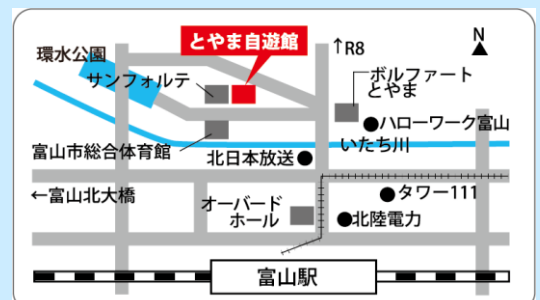 とやま自遊館
↑R8
N
環水公園
サンフォルテ
ボルファート
とやま
ハローワーク富山
富山市総合体育館
北日本放送
いたち川
←富山北大橋
オーバード
ホール
タワー111
北陸電力
富山駅